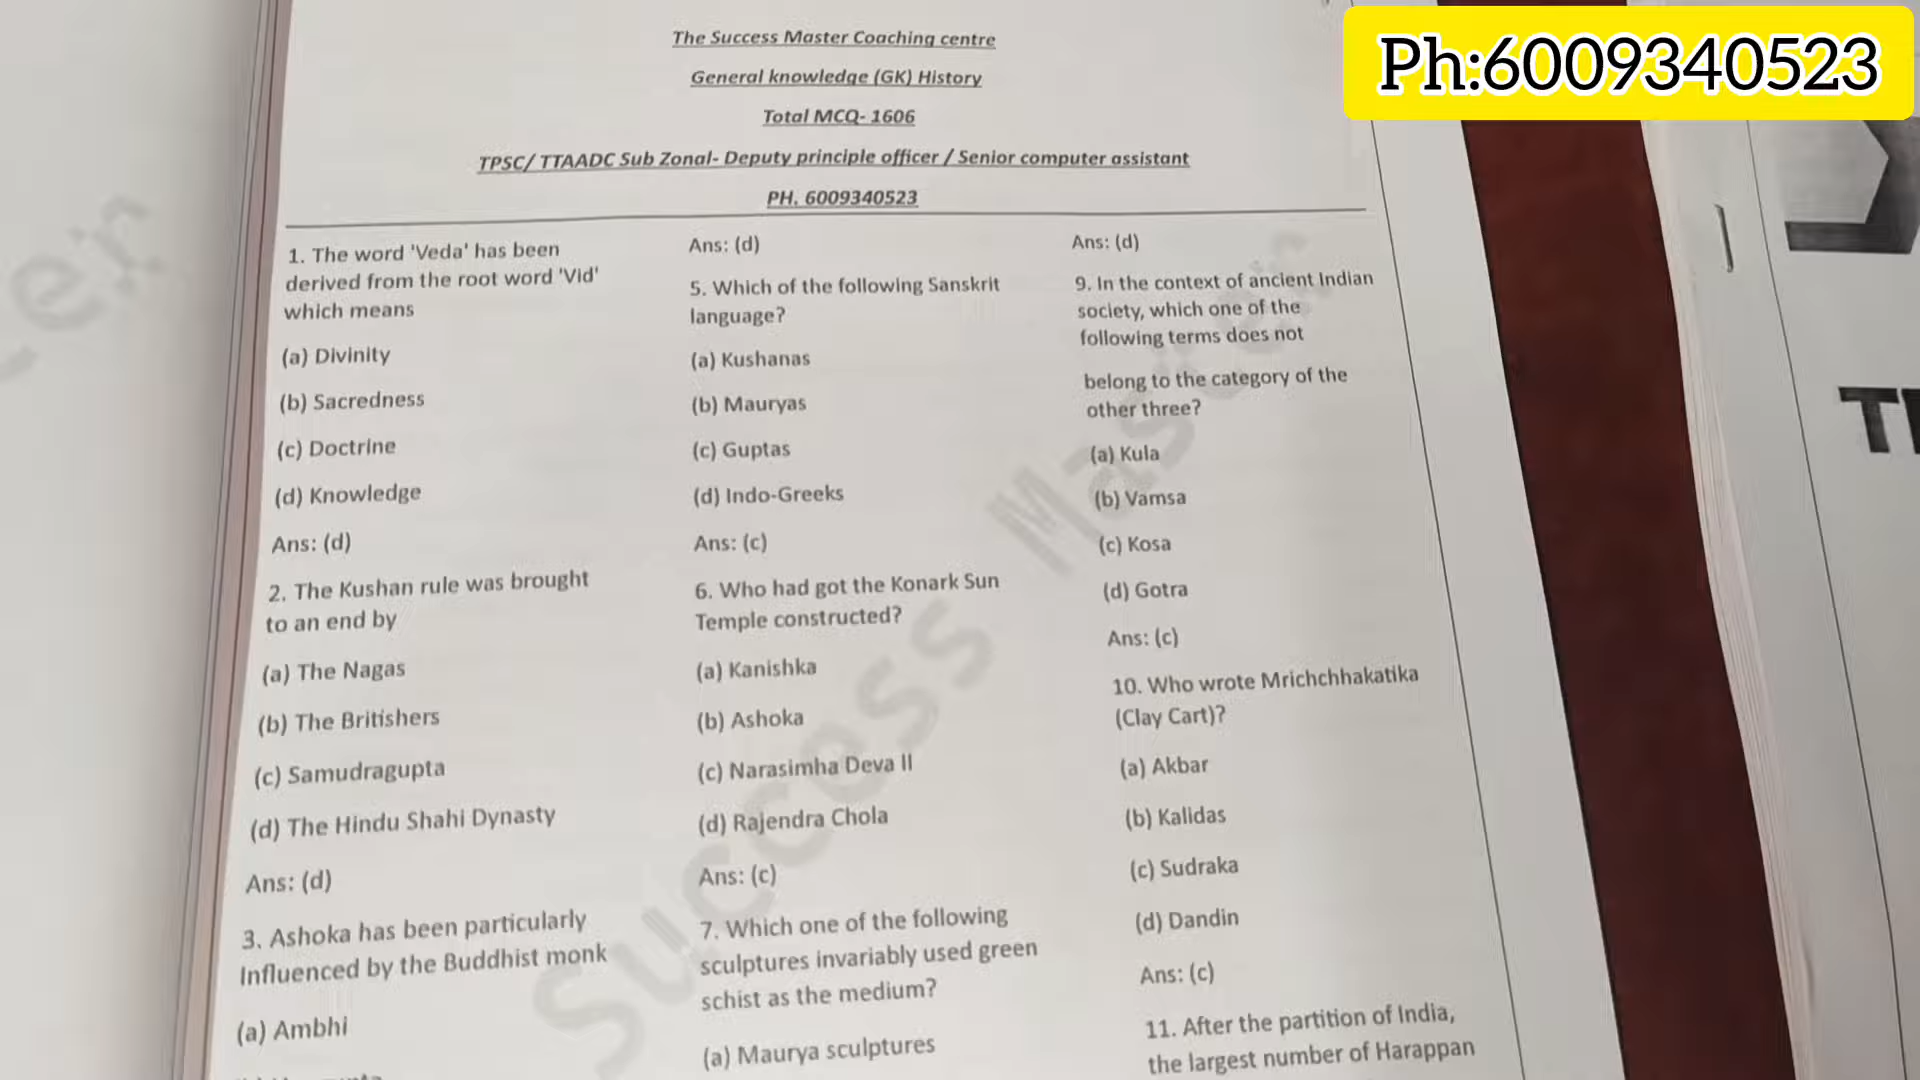 Ph:6009340523
The Success Master Coaching centre
General knowledge (GK) History
Total MCQ- 1606
TPSC/ TTAADC Sub Zonal- Deputy principle officer / Senior computer assistant
PH. 6009340523
1. The word 'Veda' has been
derived from the root word 'Vid'
which means
(a) Divinity
(b) Sacredness
(c) Doctrine
(d) Knowledge
Ans: (d)
2. The Kushan rule was brought
to an end by
(a) The Nagas
(b) The Britishers
(c) Samudragupta
(d) The Hindu Shahi Dynasty
Ans: (d)
3. Ashoka has been particularly
Influenced by the Buddhist monk
(a) Ambhi
Ans: (d)
5. Which of the following Sanskrit
language?
(a) Kushanas
(b) Mauryas
(c) Guptas
(d) Indo-Greeks
Ans: (c)
6. Who had got the Konark Sun
Temple constructed?
(a) Kanishka
(b) Ashoka
(c) Narasimha Deva II
(d) Rajendra Chola
Ans: (c)
7. Which one of the following
sculptures invariably used green
schist as the medium?
(a) Maurya sculptures
Ans: (d)
9. In the context of ancient Indian
society, which one of the
following terms does not
belong to the category of the
other three?
(a) Kula
(b) Vamsa
(c) Kosa
(d) Gotra
Ans: (c)
10. Who wrote Mrichchhakatika
(Clay Cart)?
(a) Akbar
(b) Kalidas
(c) Sudraka
(d) Dandin
Ans: (c)
11. After the partition of India,
the largest number of Harappan
Success Master